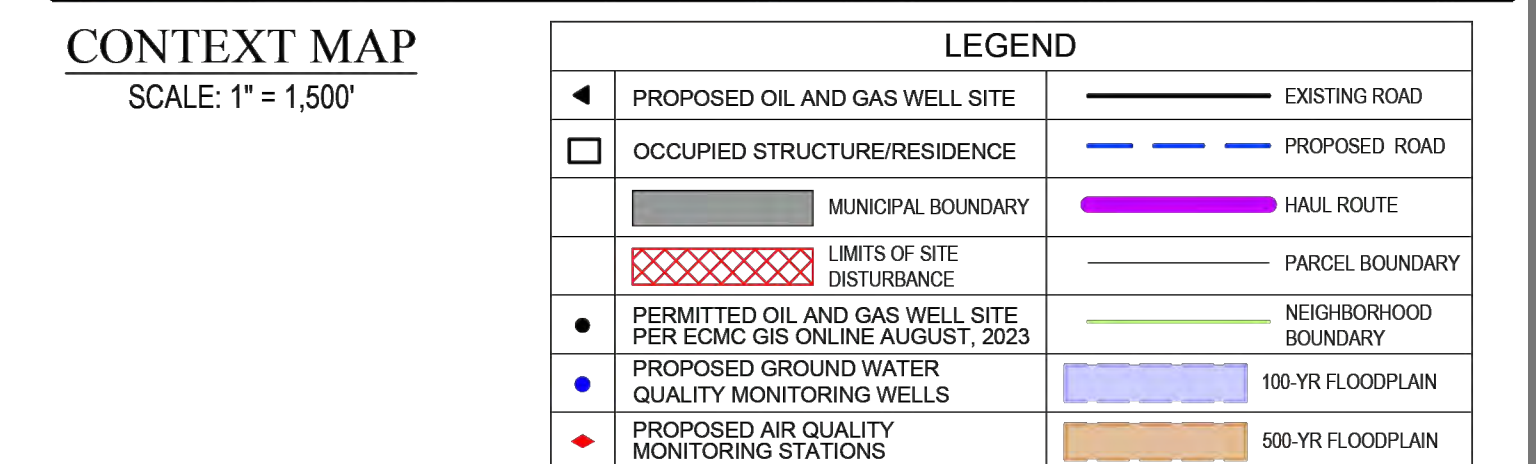 CONTEXT MAP
SCALE: 1" = 1,500'
LEGEND
PROPOSED OIL AND GAS WELL SITE
EXISTING ROAD
OCCUPIED STRUCTURE/RESIDENCE
PROPOSED ROAD
MUNICIPAL BOUNDARY
HAUL ROUTE
LIMITS OF SITE
DISTURBANCE
PARCEL BOUNDARY
PERMITTED OIL AND GAS WELL SITE
PER ECMC GIS ONLINE AUGUST, 2023
NEIGHBORHOOD
BOUNDARY
PROPOSED GROUND WATER
QUALITY MONITORING WELLS
100-YR FLOODPLAIN
PROPOSED AIR QUALITY
MONITORING STATIONS
500-YR FLOODPLAIN